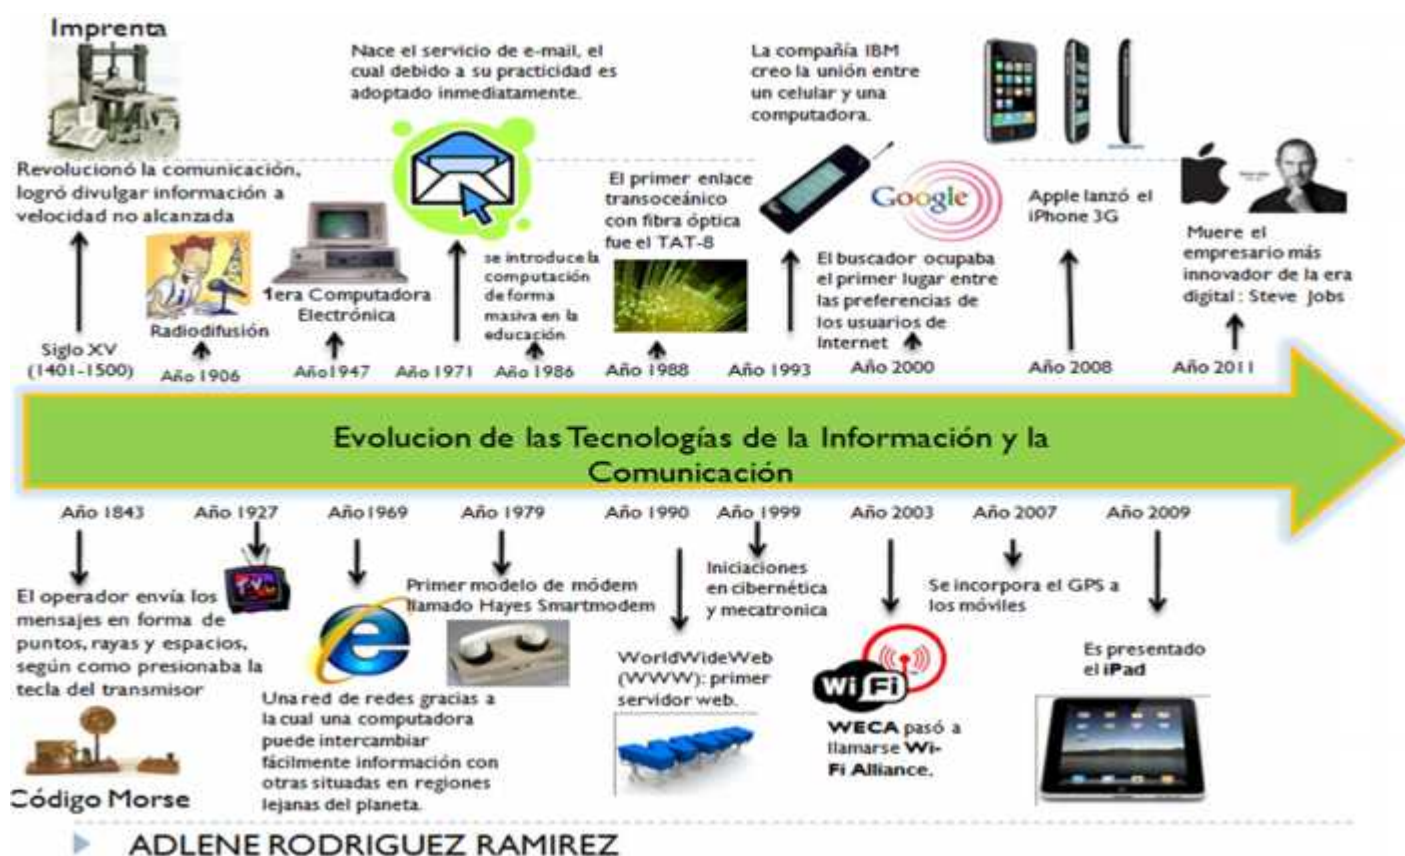 Imprenta
Revolucionó la comunicación,
logró divulgar información a
velocidad no alcanzada
Siglo XV
(1401-1500)
Radiodifusión
Año 1906
1era Computadora
Electrónica
Año1947
Nace el servicio de e-mail, el
cual debido a su practicidad es
adoptado inmediatamente.
Año 1971
se introduce la
computación
de forma
masiva en la
educación
Año 1986
El primer enlace
transoceánico
con fibra óptica
fue el TAT-8
Año 1988
La compañía IBM
creo la unión entre
un celular y una
computadora.
Año 1993
Google
El buscador ocupaba
el primer lugar entre
las preferencias de
los usuarios de
Internet
Año 2000
Apple lanzó el
iPhone 3G
Año 2008
Muere el
empresario más
innovador de la era
digital : Steve Jobs
Año 2011
Evolucion de las Tecnologías de la Información y la
Comunicación
Año 1843
El operador envía los
mensajes en forma de
puntos, rayas y espacios,
según como presionaba la
tecla del transmisor
Código Morse
Año 1927
Año1969
Una red de redes gracias a
la cual una computadora
puede intercambiar
fácilmente información con
otras situadas en regiones
lejanas del planeta.
Año 1979
Primer modelo de módem
llamado Hayes Smartmodem
Año 1990
WorldWideWeb
(WWW): primer
servidor web.
Año 1999
Iniciaciones
en cibernética
y mecatronica
Año 2003
Wi Fi
WECA pasó a
llamarse Wi-
Fi Alliance.
Año 2007
Se incorpora el GPS a
los móviles
Año 2009
Es presentado
el iPad
ADLENE RODRIGUEZ RAMIREZ